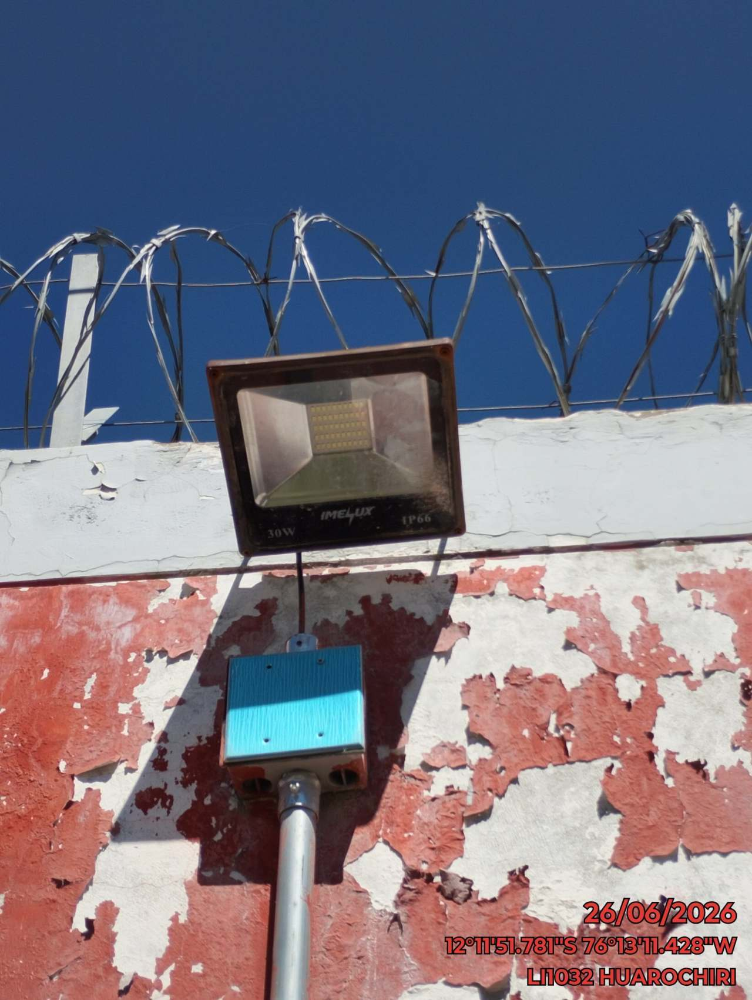 IMELUX
30W IP66
26/06/2026
12°11'51.781"S 76°13'11.428"W
LI1032 HUAROCHIRI